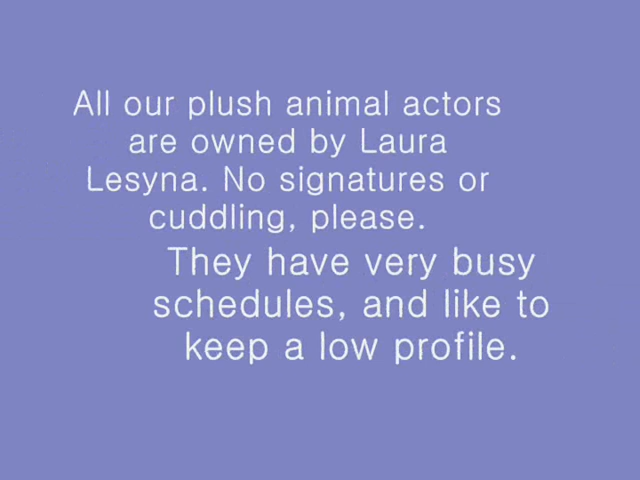 All our plush animal actors
are owned by Laura
Lesyna. No signatures or
cuddling, please.
They have very busy
schedules, and like to
keep a low profile.